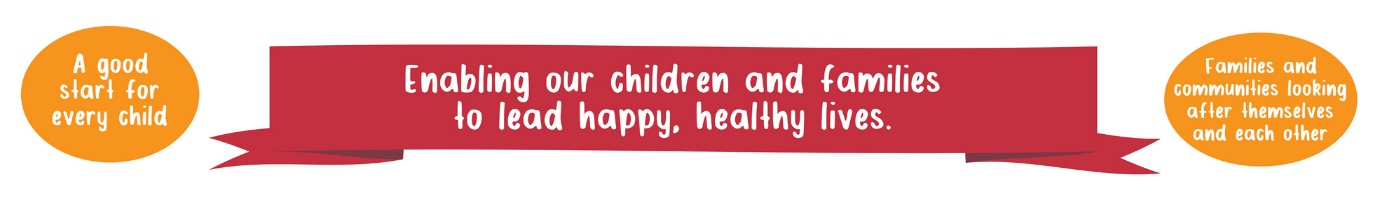 A good
start for
every child
Enabling our children and families
to lead happy, healthy lives.
Families and
communities looking
after themselves
and each other